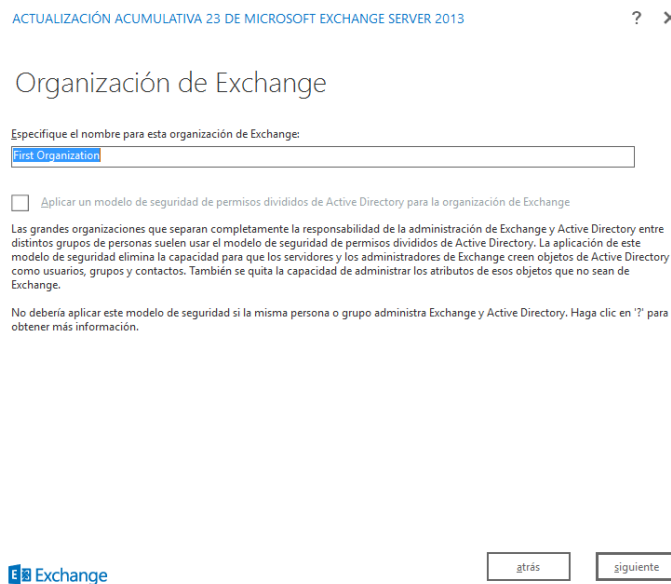 ACTUALIZACIÓN ACUMULATIVA 23 DE MICROSOFT EXCHANGE SERVER 2013 ? X
Organización de Exchange
Especifique el nombre para esta organización de Exchange:
First Organization
Aplicar un modelo de seguridad de permisos divididos de Active Directory para la organización de Exchange
Las grandes organizaciones que separan completamente la responsabilidad de la administración de Exchange y Active Directory entre
distintos grupos de personas suelen usar el modelo de seguridad de permisos divididos de Active Directory. La aplicación de este
modelo de seguridad elimina la capacidad para que los servidores y los administradores de Exchange creen objetos de Active Directory
como usuarios, grupos y contactos. También se quita la capacidad de administrar los atributos de esos objetos que no sean de
Exchange.
No debería aplicar este modelo de seguridad si la misma persona o grupo administra Exchange y Active Directory. Haga clic en '?' para
obtener más información.
E Exchange
atrás
siguiente